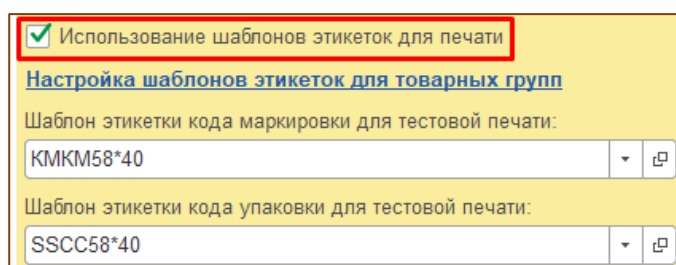 Использование шаблонов этикеток для печати
Настройка шаблонов этикеток для товарных групп
Шаблон этикетки кода маркировки для тестовой печати:
КМКМ58*40
Шаблон этикетки кода упаковки для тестовой печати:
SSCC58*40